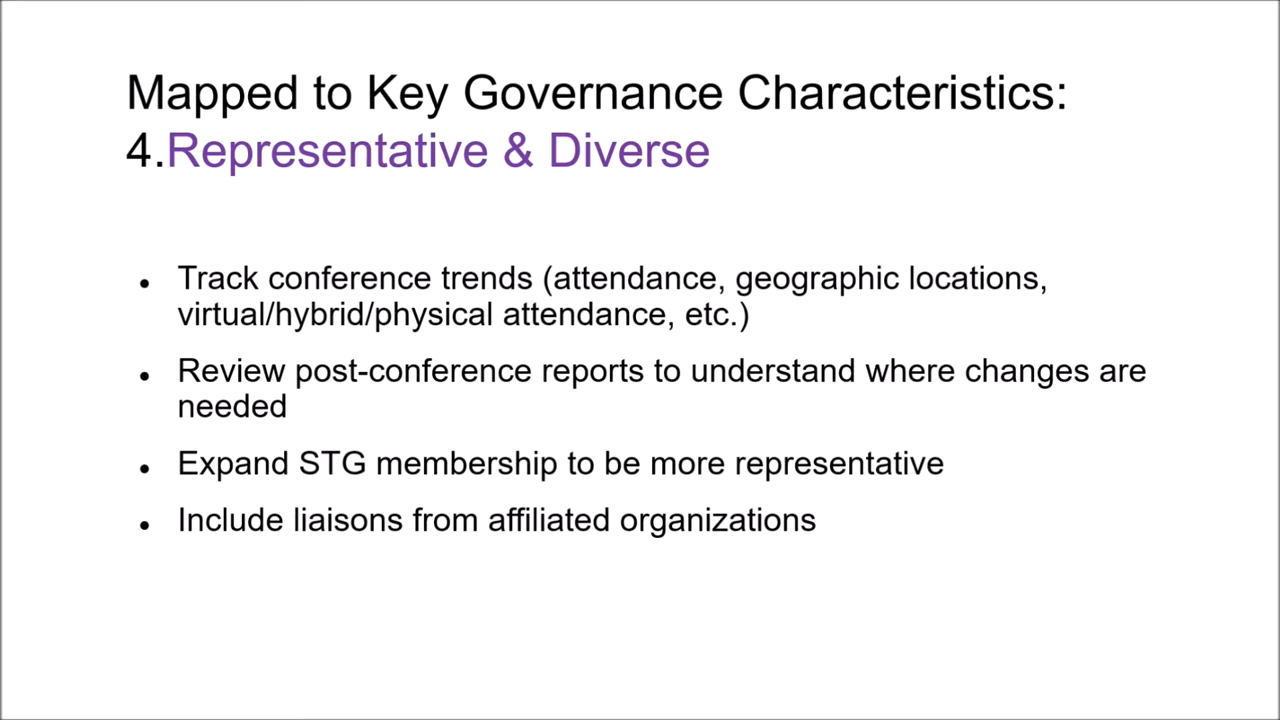 Mapped to Key Governance Characteristics:
4.Representative & Diverse
● Track conference trends (attendance, geographic locations,
virtual/hybrid/physical attendance, etc.)
● Review post-conference reports to understand where changes are
needed
● Expand STG membership to be more representative
● Include liaisons from affiliated organizations